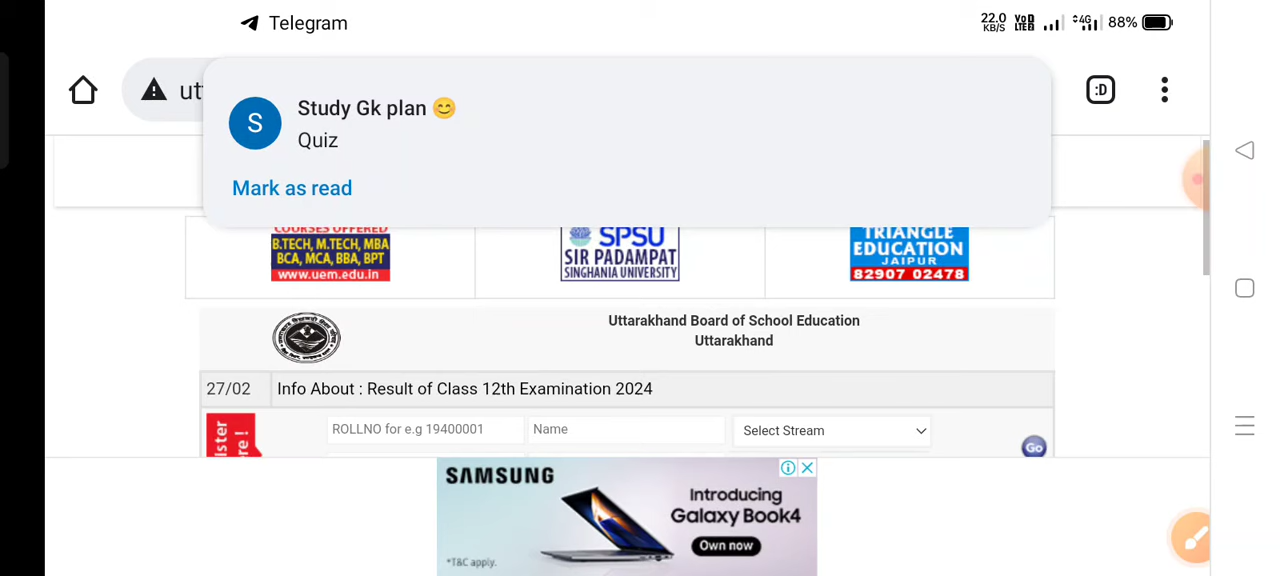 Telegram
22.0
KB/S
VoD
LTE
4G
88%
:D
Study Gk plan 😊
S
Quiz
Mark as read
COURSES OFFERED
B.TECH, M.TECH, MBA
BCA, MCA, BBA, BPT
www.uem.edu.in
SPSU
SIR PADAMPAT
SINGHANIA UNIVERSITY
TRIANGLE
EDUCATION
JAIPUR
82907 02478
Uttarakhand Board of School Education
Uttarakhand
27/02
Info About : Result of Class 12th Examination 2024
ROLLNO for e.g 19400001
Name
Select Stream
Go
SAMSUNG
Introducing
Galaxy Book4
Own now
*T&C apply.